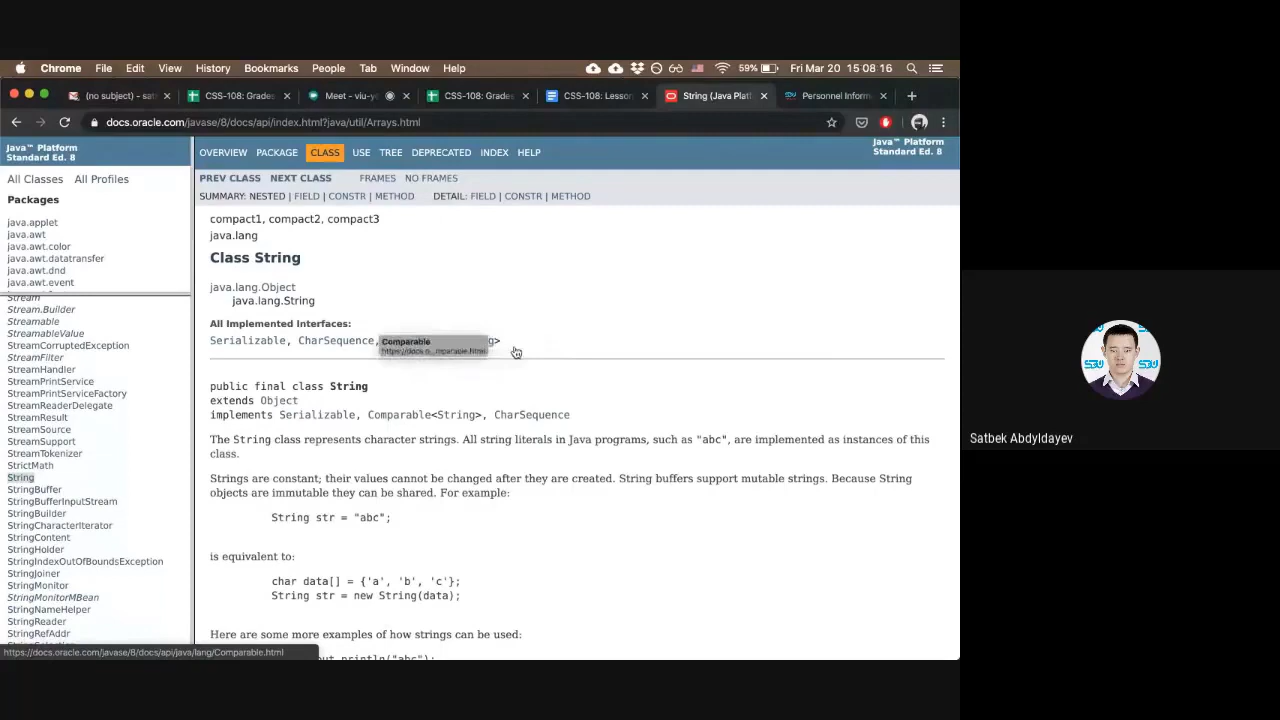 Chrome File Edit View History Bookmarks People Tab Window Help 59% Fri Mar 20 15 08 16
(no subject) - sat CSS-108: Grades Meet - viu-y CSS-108: Grade CSS-108: Lesson String (Java Plat Personnel Inform
docs.oracle.com/javase/8/docs/api/index.html?java/util/Arrays.html
Java™ Platform
Standard Ed. 8
All Classes All Profiles
Packages
java.applet
java.awt
java.awt.color
java.awt.datatransfer
java.awt.dnd
java.awt.event
Stream
Stream.Builder
Streamable
StreamableValue
StreamCorruptedException
StreamFilter
StreamHandler
StreamPrintService
StreamPrintServiceFactory
StreamReaderDelegate
StreamResult
StreamSource
StreamSupport
StreamTokenizer
StrictMath
String
StringBuffer
StringBufferInputStream
StringBuilder
StringCharacterIterator
StringContent
StringHolder
StringIndexOutOfBoundsException
StringJoiner
StringMonitor
StringMonitorMBean
StringNameHelper
StringReader
StringRefAddr
https://docs.oracle.com/javase/8/docs/api/java/lang/Comparable.html
OVERVIEW PACKAGE CLASS USE TREE DEPRECATED INDEX HELP
Java™ Platform
Standard Ed. 8
PREV CLASS NEXT CLASS FRAMES NO FRAMES
SUMMARY: NESTED | FIELD | CONSTR | METHOD DETAIL: FIELD | CONSTR | METHOD
compact1, compact2, compact3
java.lang
Class String
java.lang.Object
java.lang.String
All Implemented Interfaces:
Serializable, CharSequence, g>
Comparable
public final class String
extends Object
implements Serializable, Comparable<String>, CharSequence
The String class represents character strings. All string literals in Java programs, such as "abc", are implemented as instances of this
class.
Strings are constant; their values cannot be changed after they are created. String buffers support mutable strings. Because String
objects are immutable they can be shared. For example:
String str = "abc";
is equivalent to:
char data[] = {'a', 'b', 'c'};
String str = new String(data);
Here are some more examples of how strings can be used:
println("abc");
Satbek Abdyldayev